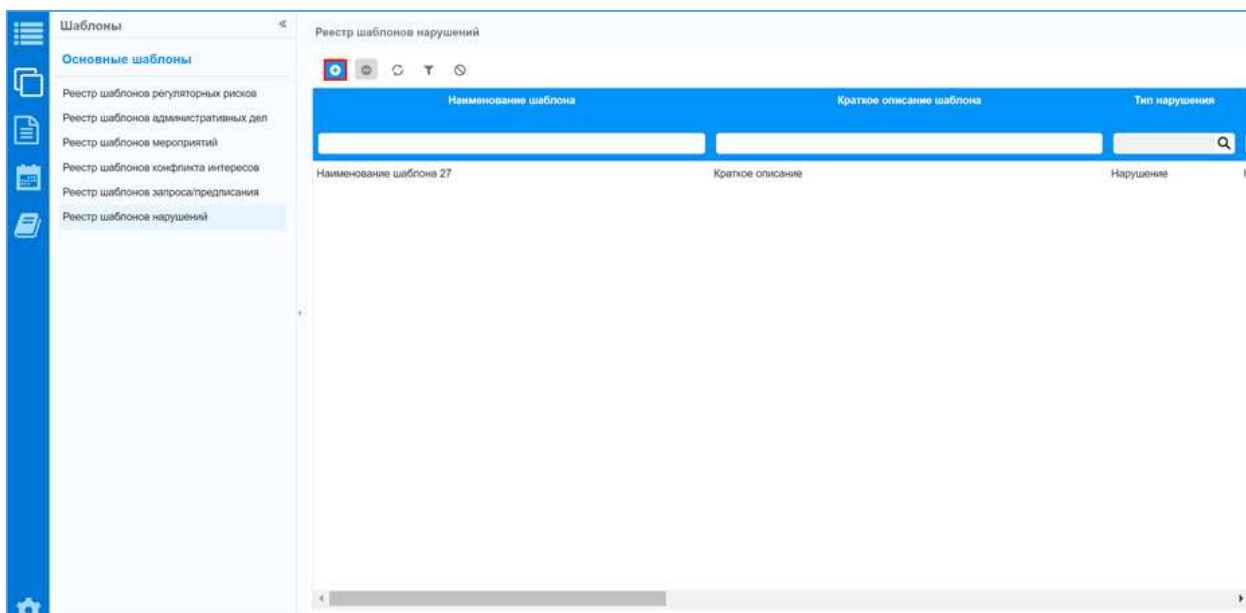 Шаблоны
Основные шаблоны
Реестр шаблонов регуляторных рисков
Реестр шаблонов административных дел
Реестр шаблонов мероприятий
Реестр шаблонов конфликта интересов
Реестр шаблонов запроса/предписания
Реестр шаблонов нарушений
Реестр шаблонов нарушений
Наименование шаблона Краткое описание шаблона Тип нарушения
Наименование шаблона 27 Краткое описание Нарушение